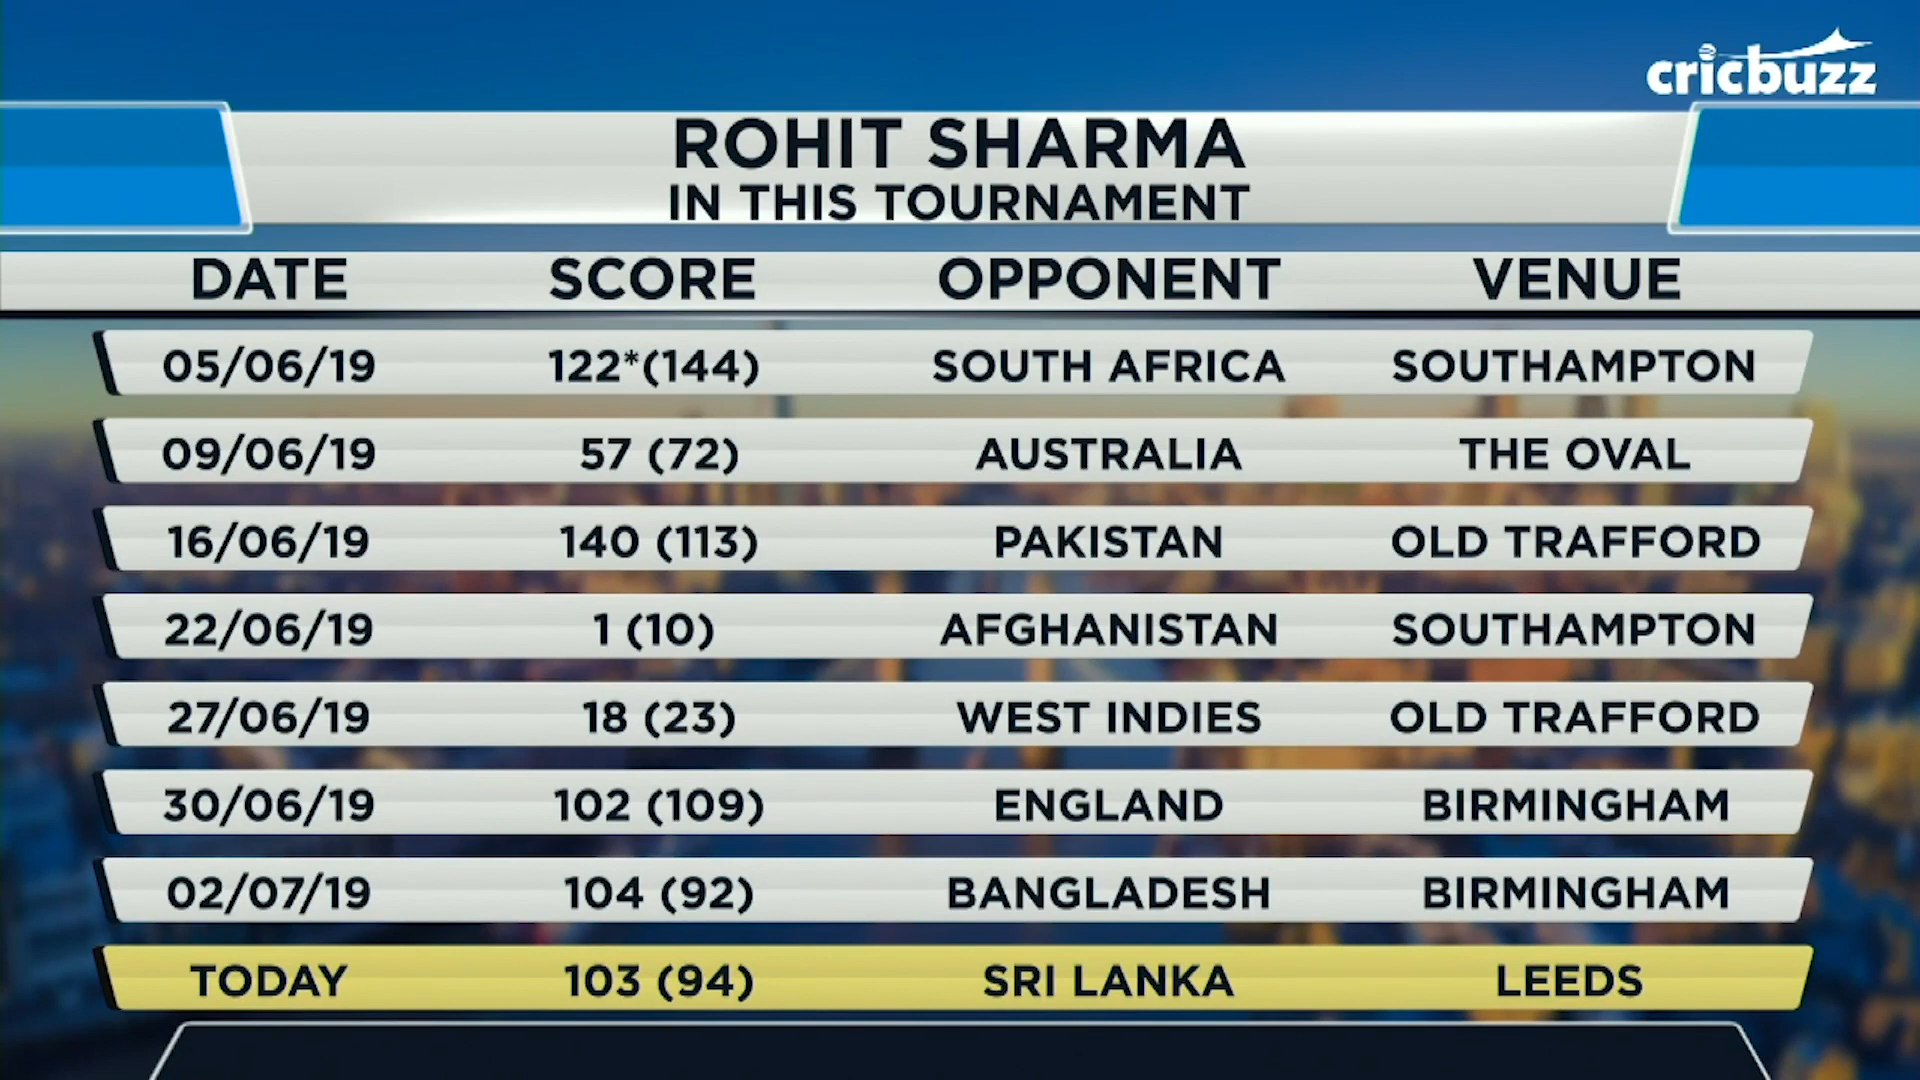 cricbuzz
ROHIT SHARMA
IN THIS TOURNAMENT
DATE SCORE OPPONENT VENUE
05/06/19 122*(144) SOUTH AFRICA SOUTHAMPTON
09/06/19 57 (72) AUSTRALIA THE OVAL
16/06/19 140 (113) PAKISTAN OLD TRAFFORD
22/06/19 1 (10) AFGHANISTAN SOUTHAMPTON
27/06/19 18 (23) WEST INDIES OLD TRAFFORD
30/06/19 102 (109) ENGLAND BIRMINGHAM
02/07/19 104 (92) BANGLADESH BIRMINGHAM
TODAY 103 (94) SRI LANKA LEEDS